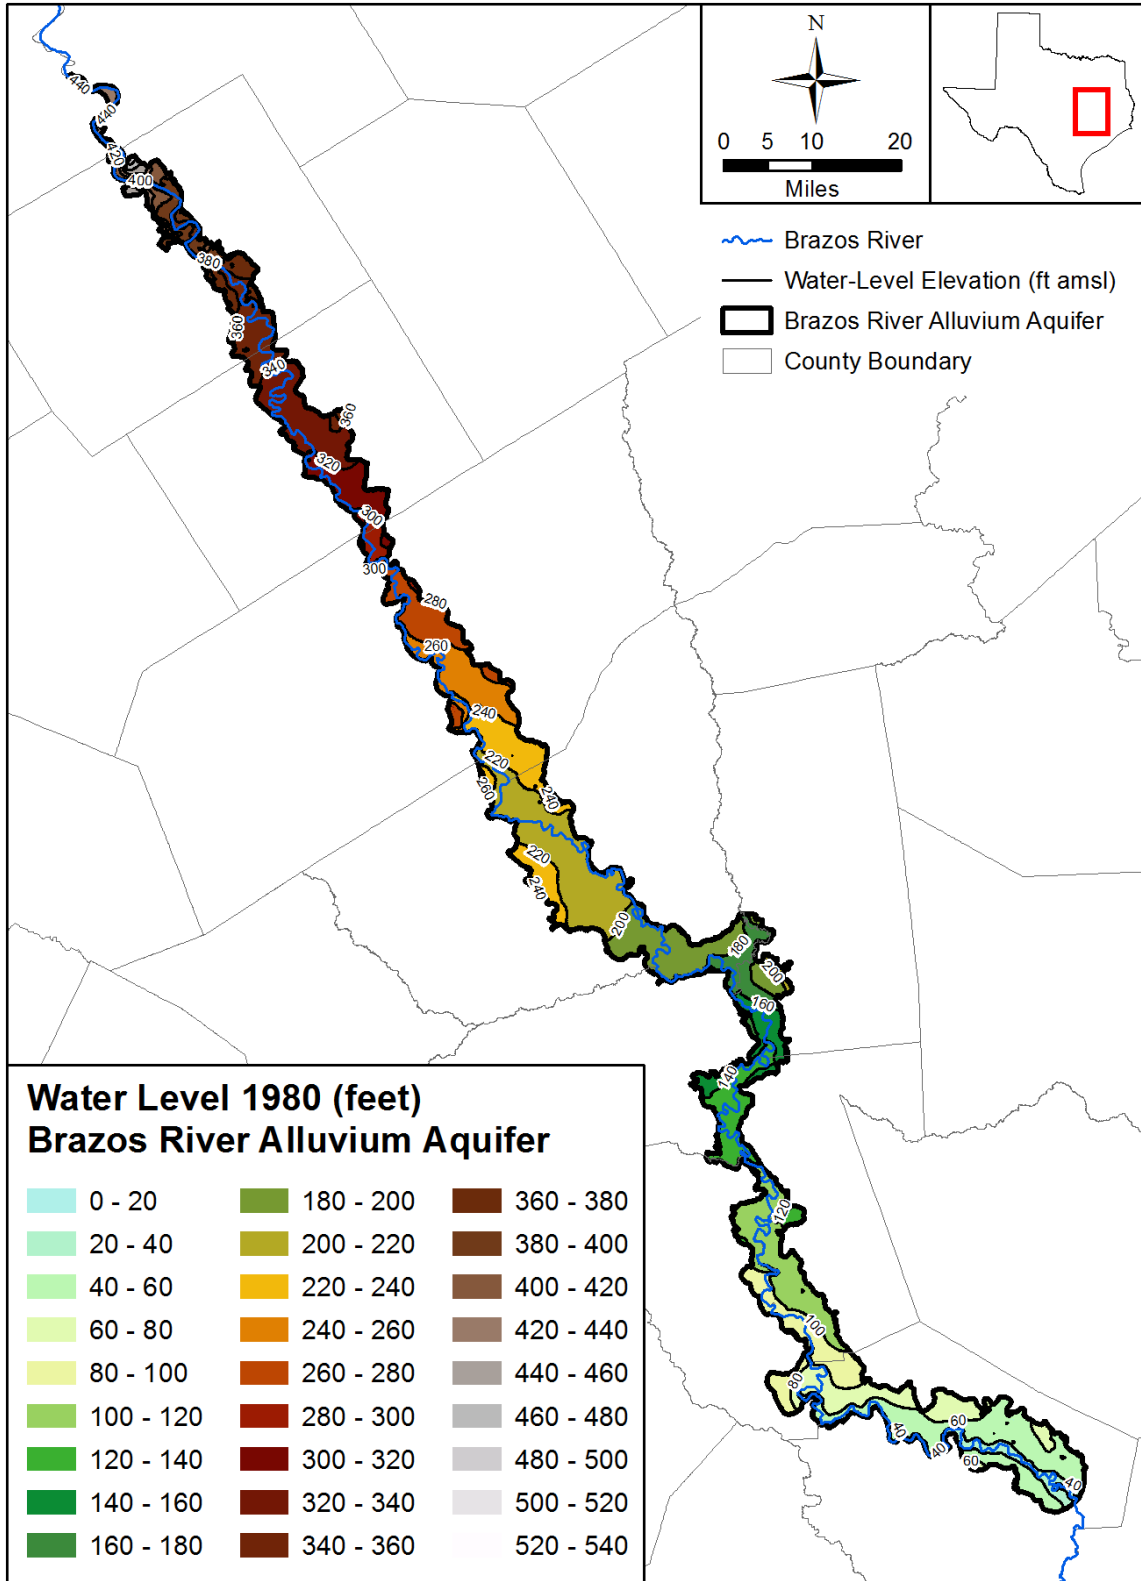 N
0 5 10 20
Miles
Brazos River
Water-Level Elevation (ft amsl)
Brazos River Alluvium Aquifer
County Boundary
440
440
420
400
380
360
340
360
320
300
300
280
260
240
220
260
240
220
240
200
180
200
160
140
120
100
80
60
40
40
60
40
Water Level 1980 (feet)
Brazos River Alluvium Aquifer
0 - 20
20 - 40
40 - 60
60 - 80
80 - 100
100 - 120
120 - 140
140 - 160
160 - 180
180 - 200
200 - 220
220 - 240
240 - 260
260 - 280
280 - 300
300 - 320
320 - 340
340 - 360
360 - 380
380 - 400
400 - 420
420 - 440
440 - 460
460 - 480
480 - 500
500 - 520
520 - 540